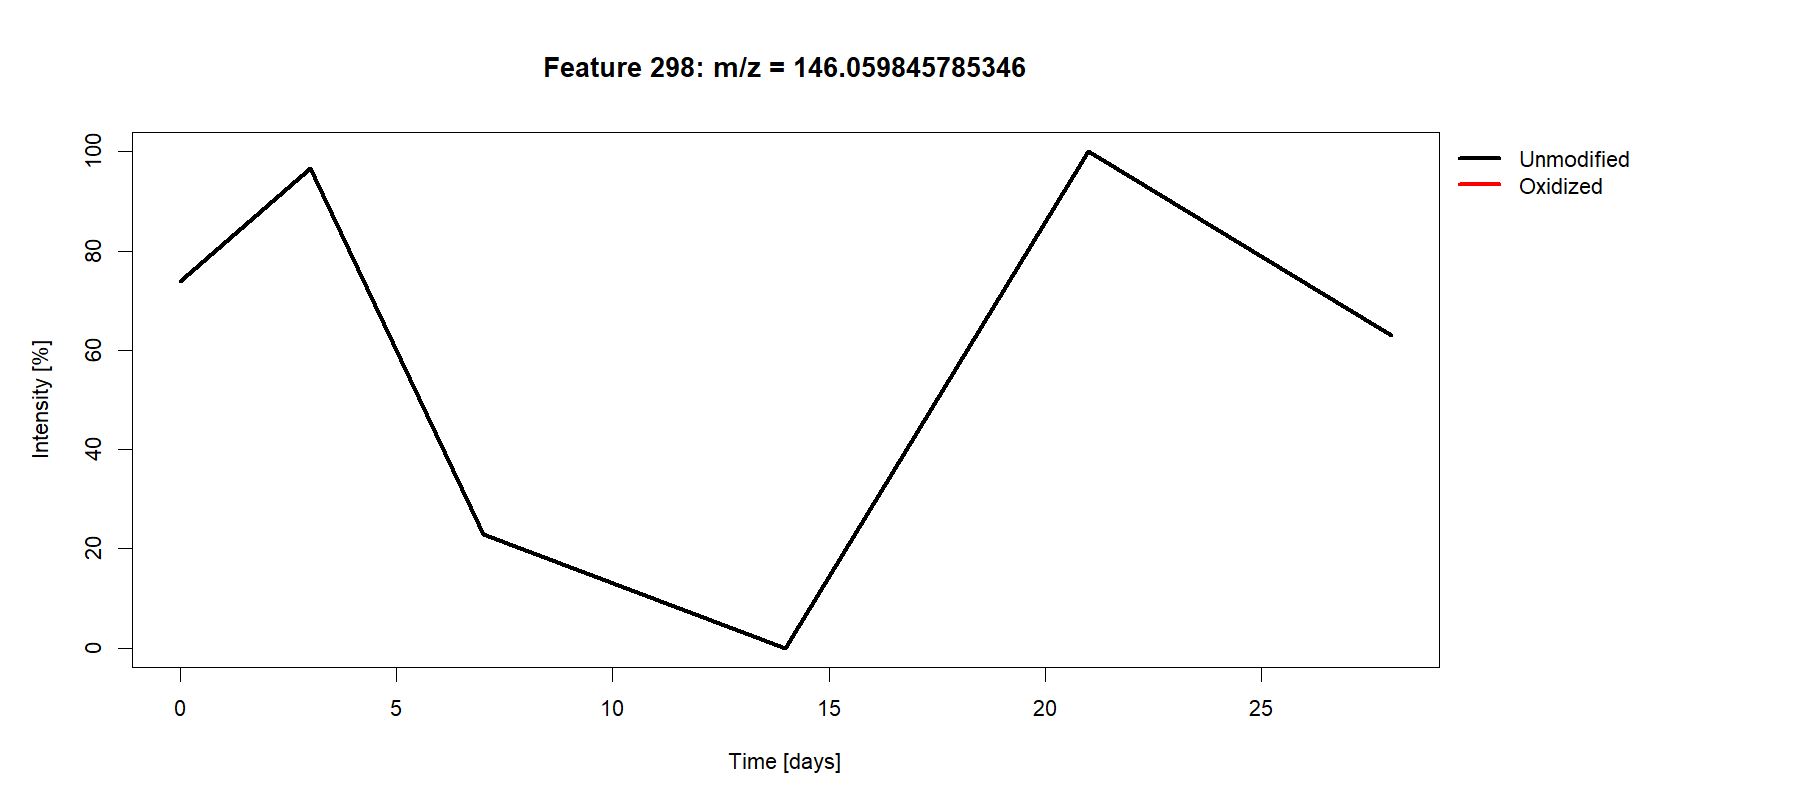 Feature 298: m/z = 146.059845785346
Unmodified
Oxidized
Intensity [%]
100
80
60
40
20
0
0 5 10 15 20 25
Time [days]